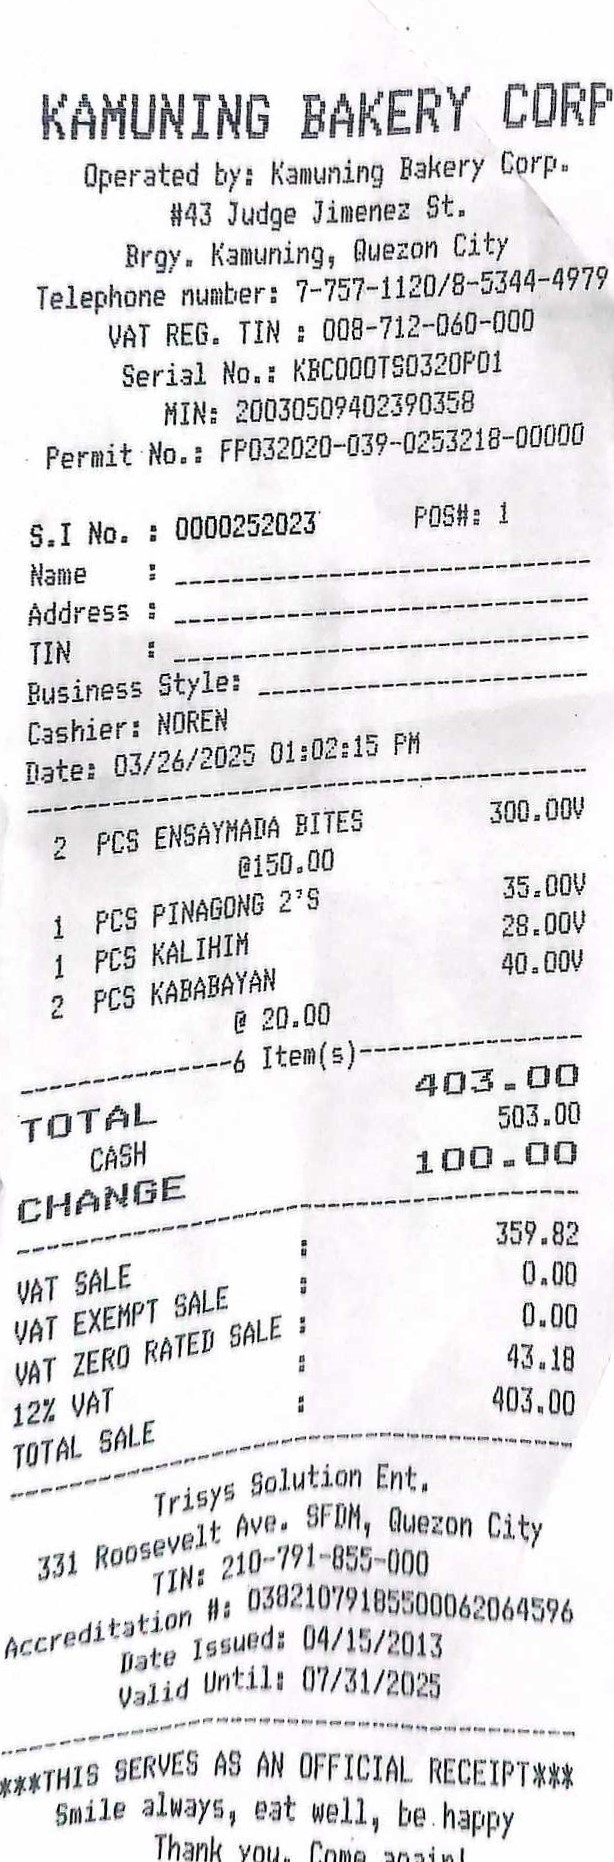 KAMUNING BAKERY CORP
Operated by: Kamuning Bakery Corp.
#43 Judge Jimenez St.
Brgy. Kamuning, Quezon City
Telephone number: 7-757-1120/8-5344-4979
VAT REG. TIN : 008-712-060-000
Serial No.: KBC000TS0320P01
MIN: 20030509402390358
Permit No.: FP032020-039-0253218-00000
S.I No. : 0000252023 POS#: 1
Name :
Address :
TIN :
Business Style:
Cashier: NOREN
Date: 03/26/2025 01:02:15 PM
2 PCS ENSAYMADA BITES 300.00V
@150.00
1 PCS PINAGONG 2'S 35.00V
1 PCS KALIHIM 28.00V
2 PCS KABABAYAN 40.00V
@ 20.00
6 Item(s)
TOTAL 403.00
CASH 503.00
CHANGE 100.00
VAT SALE : 359.82
VAT EXEMPT SALE : 0.00
VAT ZERO RATED SALE : 0.00
12% VAT : 43.18
TOTAL SALE : 403.00
Trisys Solution Ent.
331 Roosevelt Ave. SFDM, Quezon City
TIN: 210-791-855-000
Accreditation #: 03821079185500062064596
Date Issued: 04/15/2013
Valid Until: 07/31/2025
***THIS SERVES AS AN OFFICIAL RECEIPT***
Smile always, eat well, be happy
Thank you. Come again!